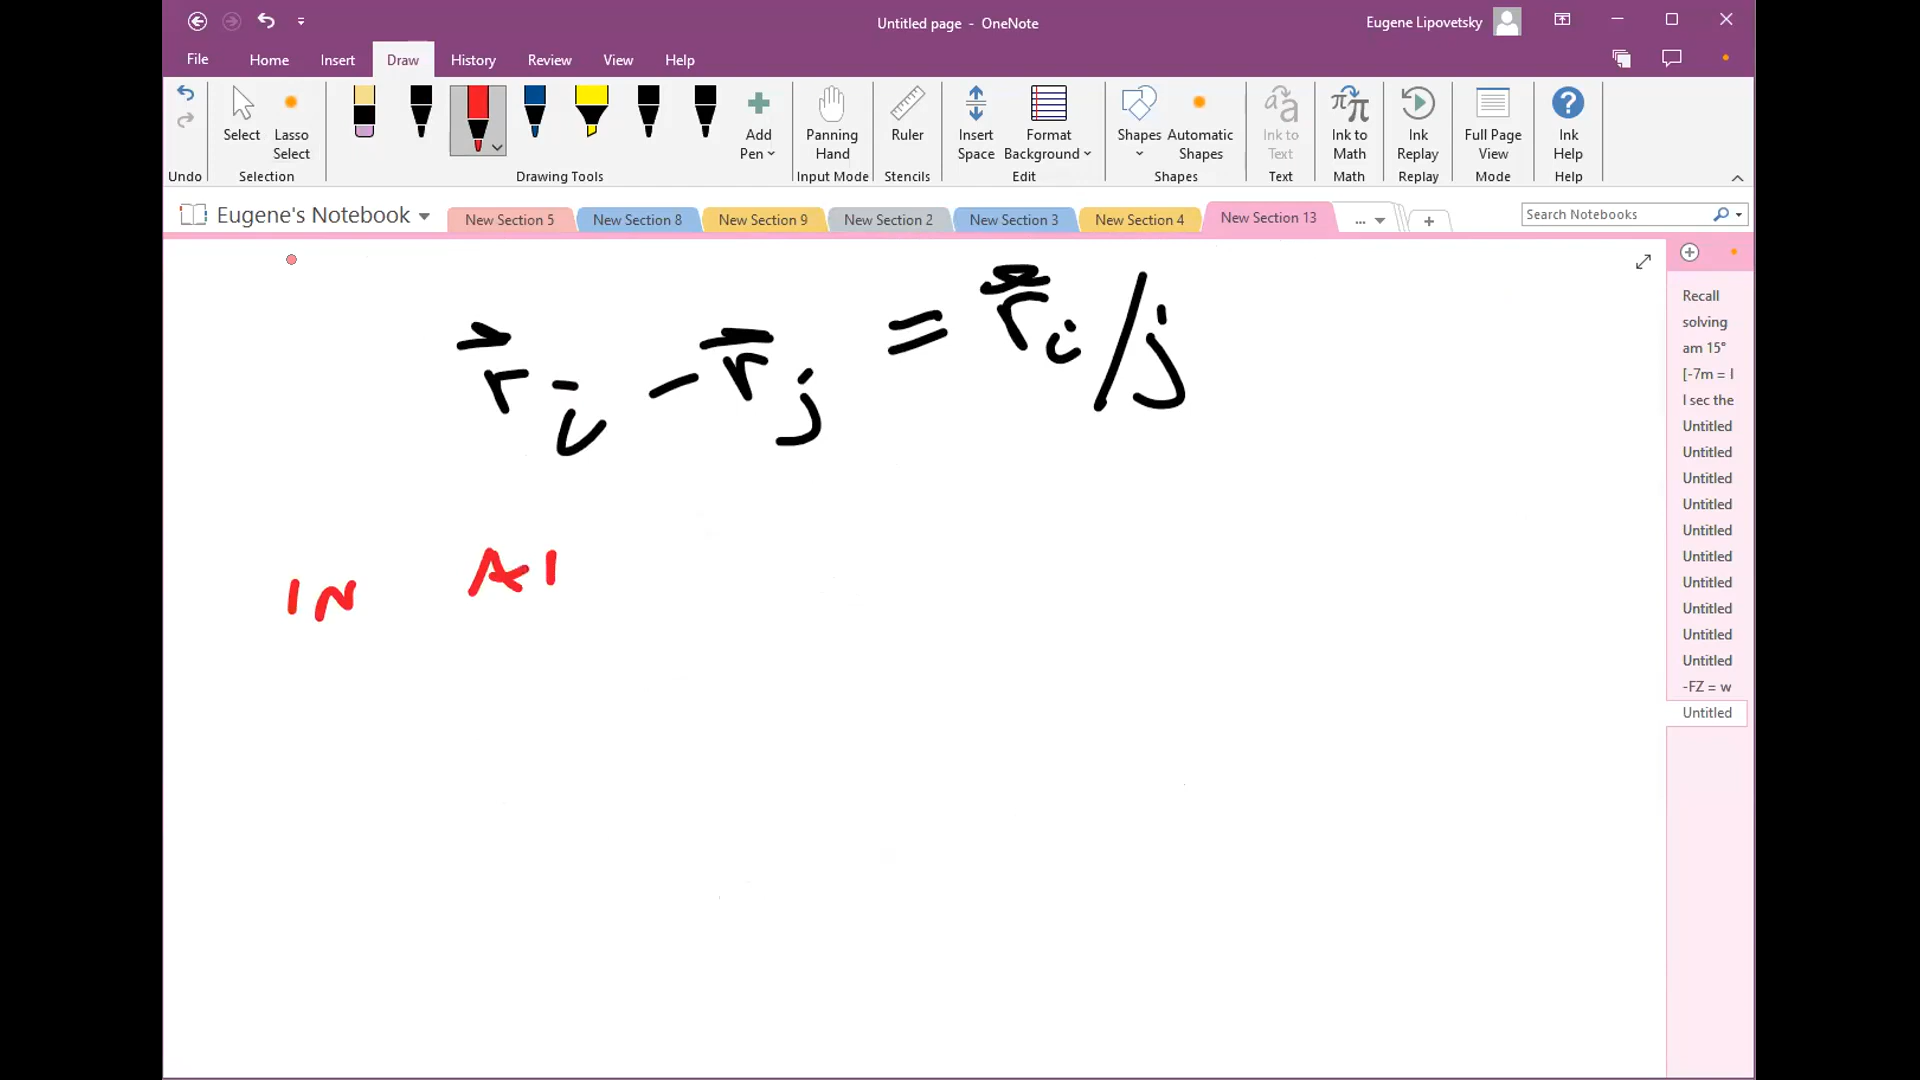 Untitled page - OneNote
Eugene Lipovetsky
File Home Insert Draw History Review View Help
Select
Lasso Select
Add Pen
Panning Hand
Ruler
Insert Space
Format Background
Shapes
Automatic Shapes
Ink to Text
Ink to Math
Ink Replay
Full Page View
Ink Help
Undo Selection Drawing Tools Input Mode Stencils Edit Shapes Text Math Replay Mode Help
Eugene's Notebook
New Section 5 New Section 8 New Section 9 New Section 2 New Section 3 New Section 4 New Section 13 ...
Search Notebooks
r⃗ i - r⃗ j = r⃗ i/j
IN AI
Recall
solving
am 15°
[-7m = I
I sec the
Untitled
Untitled
Untitled
Untitled
Untitled
Untitled
Untitled
Untitled
Untitled
Untitled
-FZ = w
Untitled